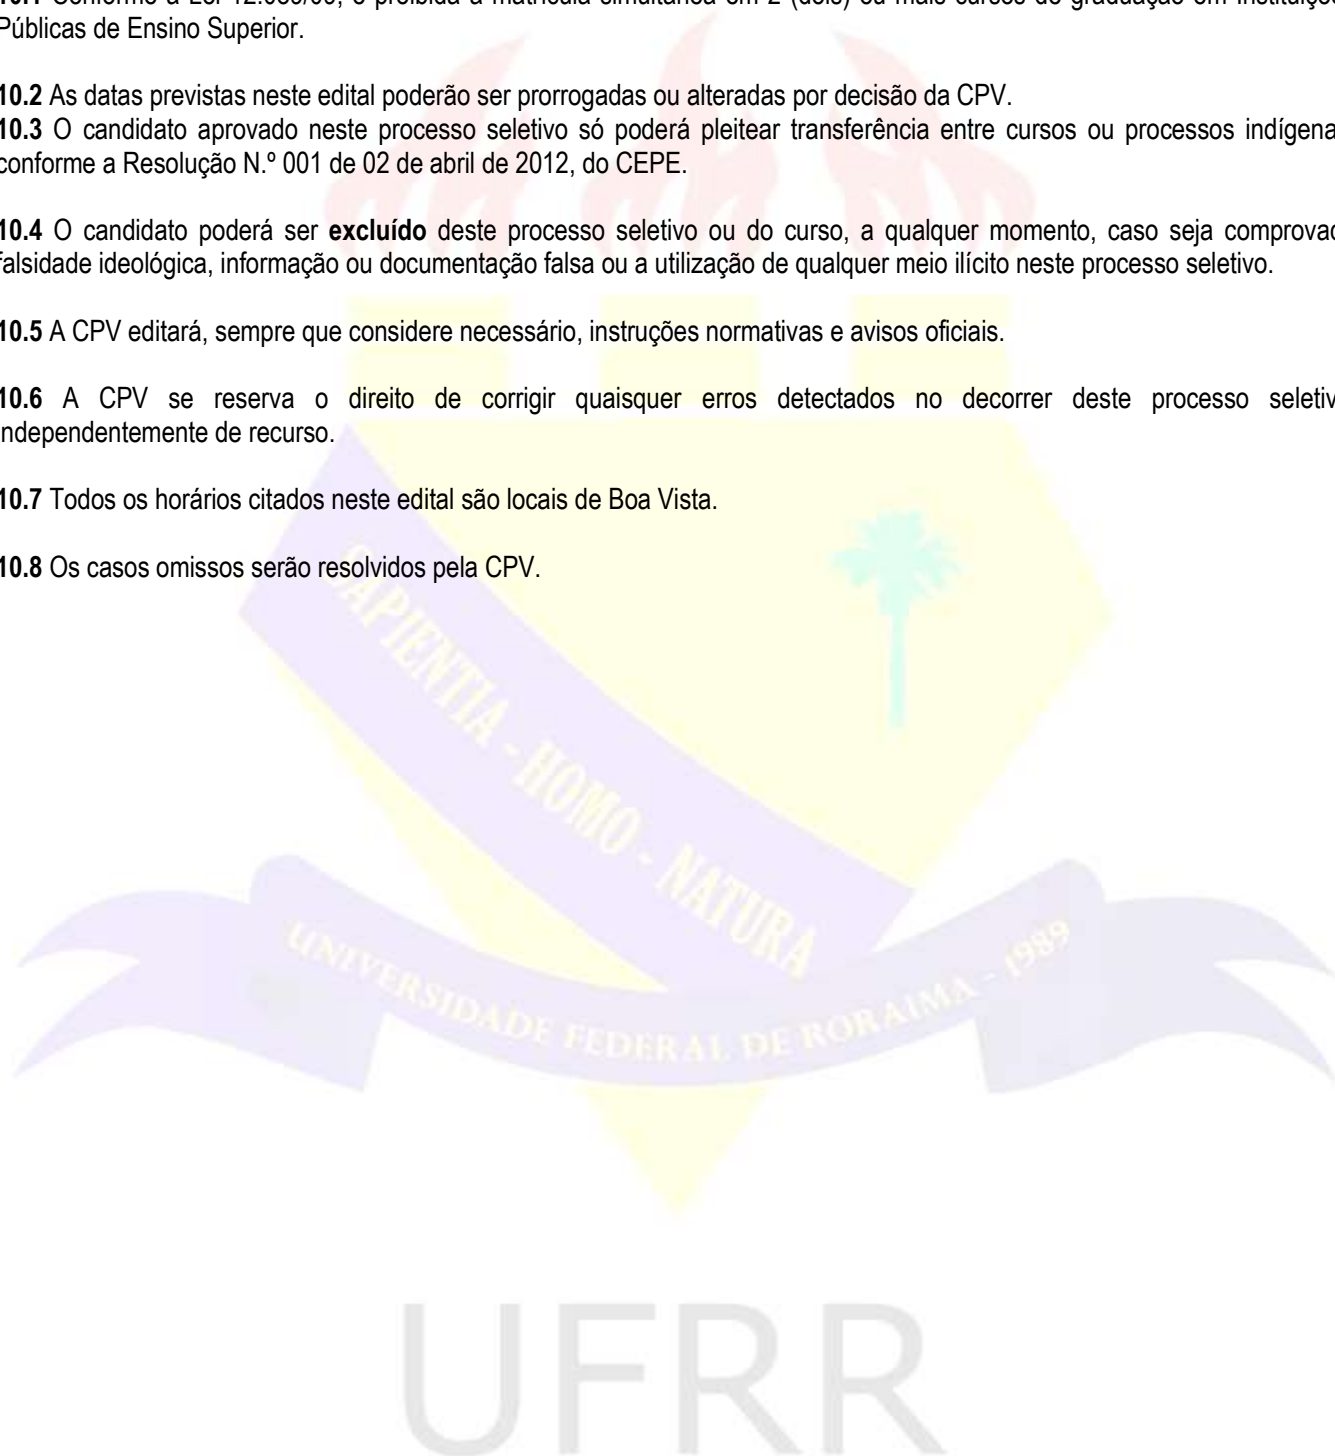 Públicas de Ensino Superior.
10.2 As datas previstas neste edital poderão ser prorrogadas ou alteradas por decisão da CPV.
10.3 O candidato aprovado neste processo seletivo só poderá pleitear transferência entre cursos ou processos indígena
conforme a Resolução N.º 001 de 02 de abril de 2012, do CEPE.
10.4 O candidato poderá ser excluído deste processo seletivo ou do curso, a qualquer momento, caso seja comprovad
falsidade ideológica, informação ou documentação falsa ou a utilização de qualquer meio ilícito neste processo seletivo.
10.5 A CPV editará, sempre que considere necessário, instruções normativas e avisos oficiais.
10.6 A CPV se reserva o direito de corrigir quaisquer erros detectados no decorrer deste processo seletiv
independentemente de recurso.
10.7 Todos os horários citados neste edital são locais de Boa Vista.
10.8 Os casos omissos serão resolvidos pela CPV.
SAPIENTIA - HOMO - NATURA
UNIVERSIDADE FEDERAL DE RORAIMA - 1989
UFRR